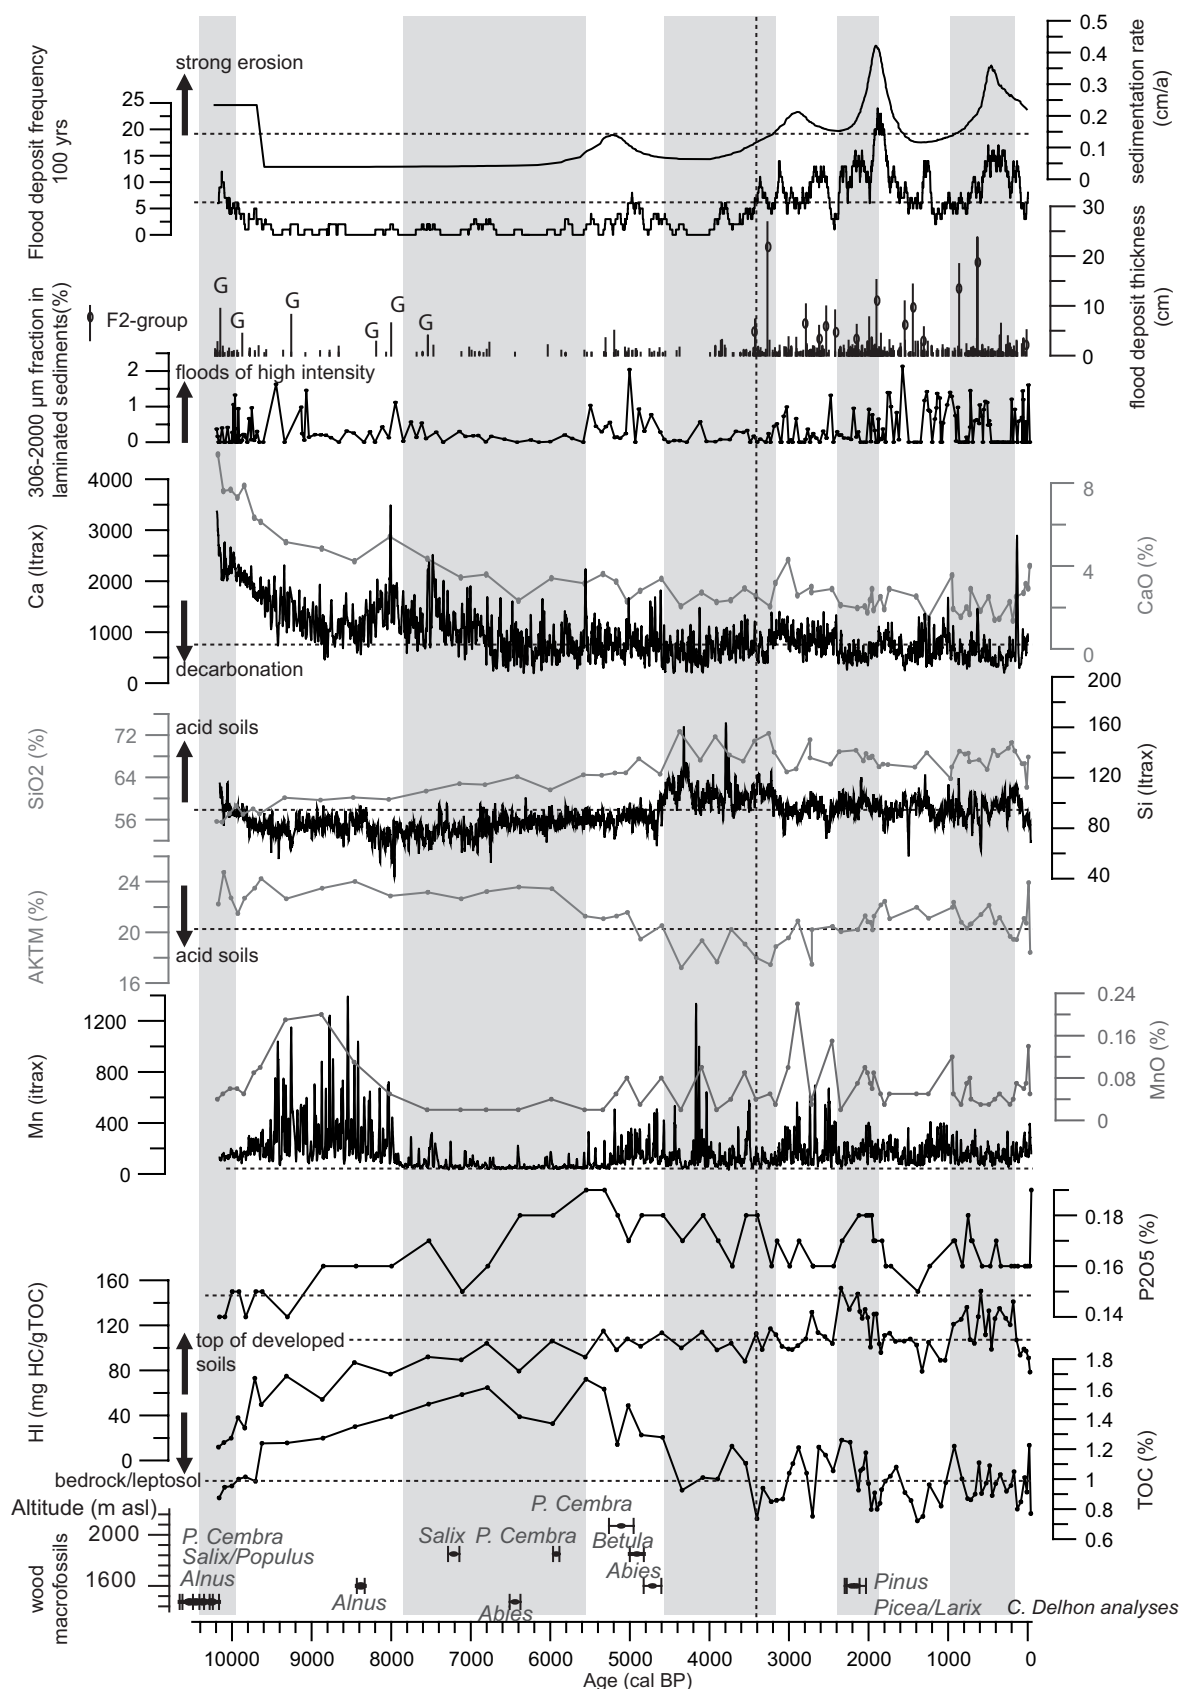 strong erosion
Flood deposit frequency
100 yrs
25
20
15
10
5
0
0.5
0.4
0.3
0.2
0.1
0
sedimentation rate
(cm/a)
30
20
10
0
flood deposit thickness
(cm)
F2-group
G
G
G
G
G
G
306-2000 µm fraction in
laminated sediments(%)
floods of high intensity
2
1
0
Ca (Itrax)
4000
3000
2000
1000
0
decarbonation
8
4
0
CaO (%)
SiO2 (%)
72
64
56
acid soils
200
160
120
80
40
Si (Itrax)
AKTM (%)
24
20
16
acid soils
Mn (itrax)
1200
800
400
0
0.24
0.16
0.08
0
MnO (%)
0.18
0.16
0.14
P2O5 (%)
HI (mg HC/gTOC)
160
120
80
40
0
top of developed
soils
bedrock/leptosol
1.8
1.6
1.4
1.2
1
0.8
0.6
TOC (%)
Altitude (m asl)
2000
1600
wood
macrofossils
P. Cembra
Salix/Populus
Alnus
Alnus
Salix
P. Cembra
Abies
P. Cembra
Betula
Abies
Pinus
Picea/Larix
C. Delhon analyses
10000 9000 8000 7000 6000 5000 4000 3000 2000 1000 0
Age (cal BP)